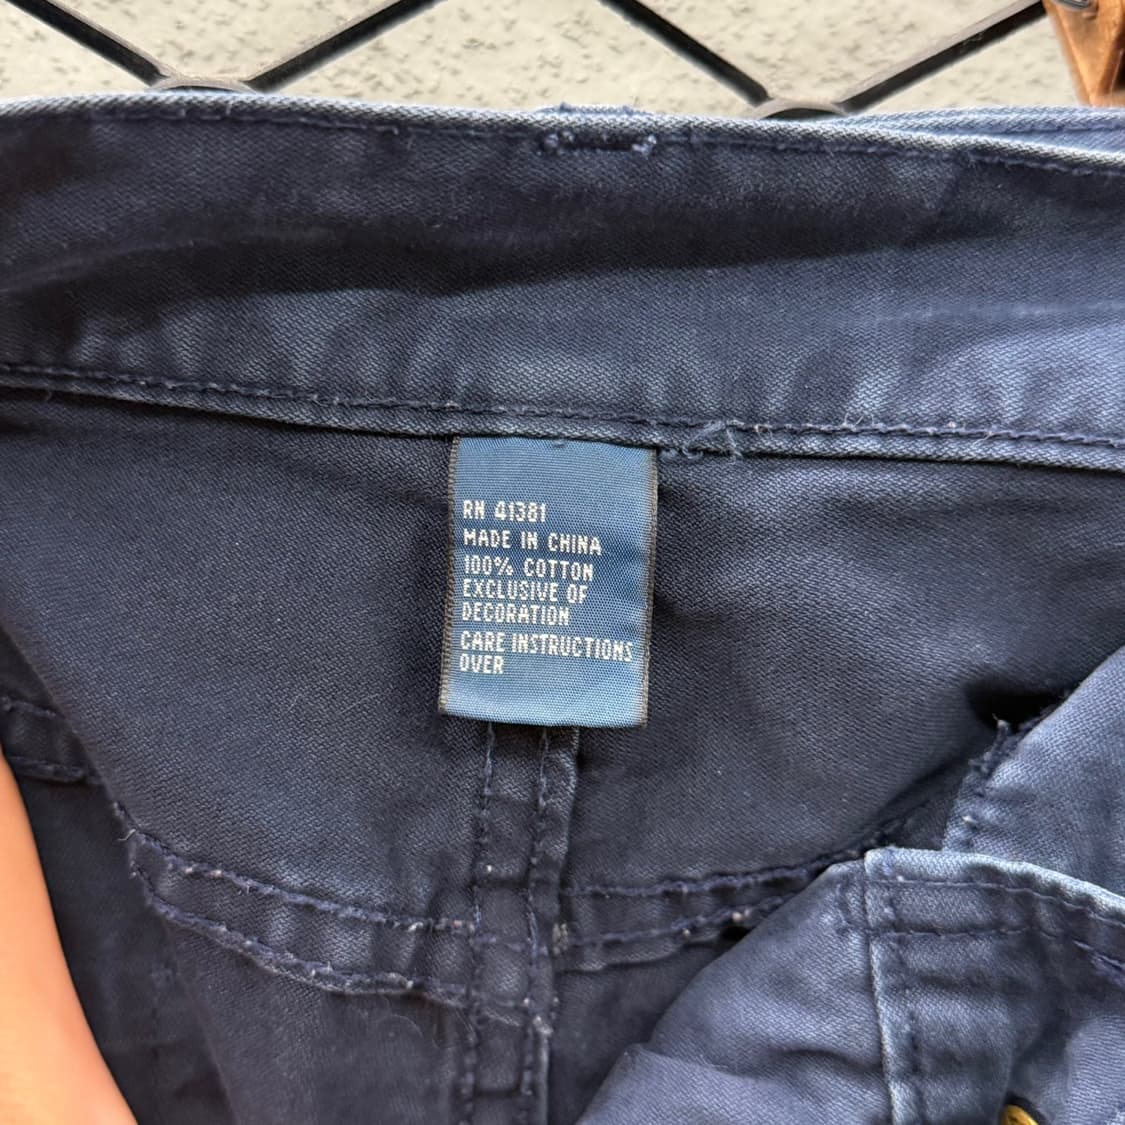 RN 41381
MADE IN CHINA
100% COTTON
EXCLUSIVE OF
DECORATION
CARE INSTRUCTIONS
OVER